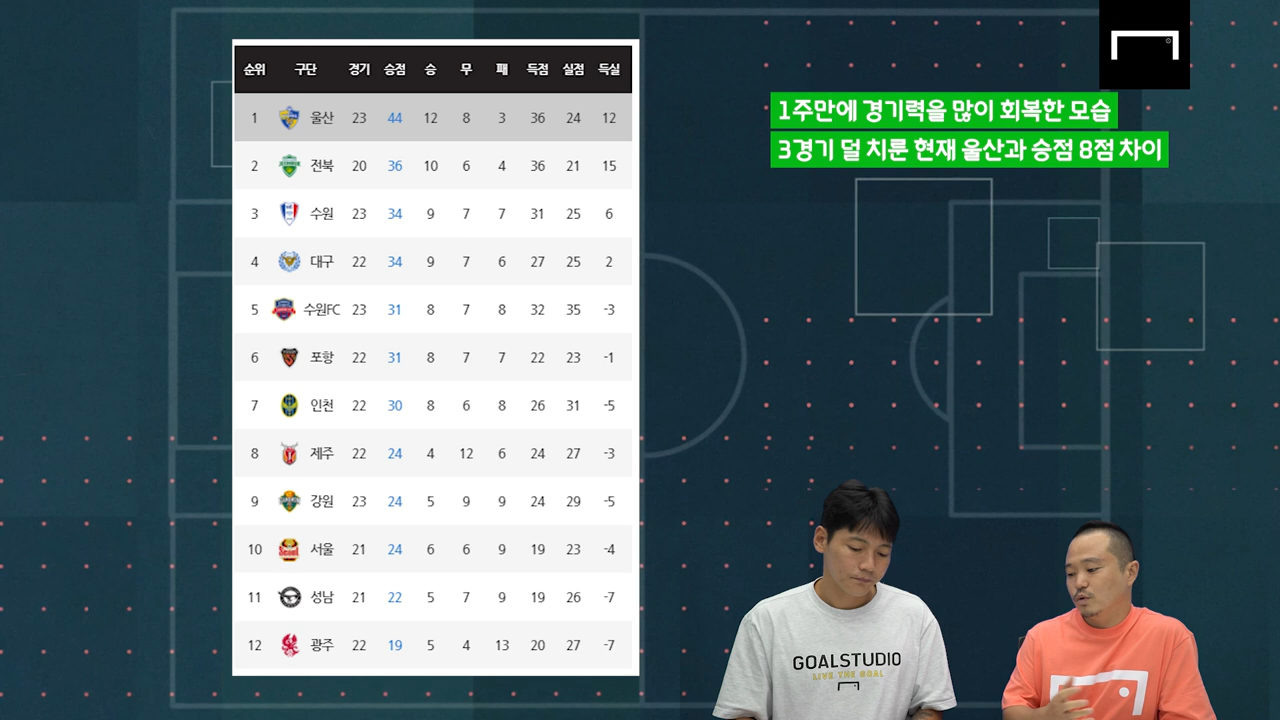 순위 구단 경기 승점 승 무 패 득점 실점 득실
1 울산 23 44 12 8 3 36 24 12
2 전북 20 36 10 6 4 36 21 15
3 수원 23 34 9 7 7 31 25 6
4 대구 22 34 9 7 6 27 25 2
5 수원FC 23 31 8 7 8 32 35 -3
6 포항 22 31 8 7 7 22 23 -1
7 인천 22 30 8 6 8 26 31 -5
8 제주 22 24 4 12 6 24 27 -3
9 강원 23 24 5 9 9 24 29 -5
10 서울 21 24 6 6 9 19 23 -4
11 성남 21 22 5 7 9 19 26 -7
12 광주 22 19 5 4 13 20 27 -7
1주만에 경기력을 많이 회복한 모습
3경기 덜 치룬 현재 울산과 승점 8점 차이
GOALSTUDIO
LIVE THE GOAL